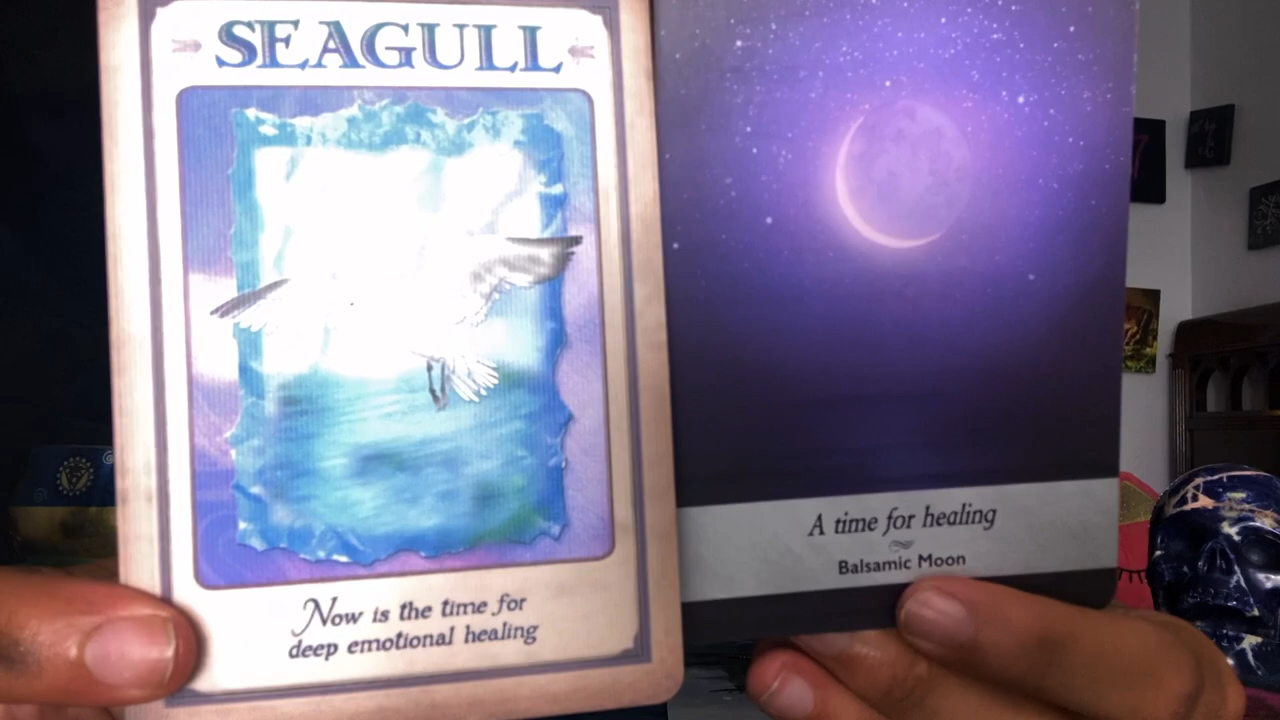 SEAGULL
Now is the time for
deep emotional healing
A time for healing
Balsamic Moon